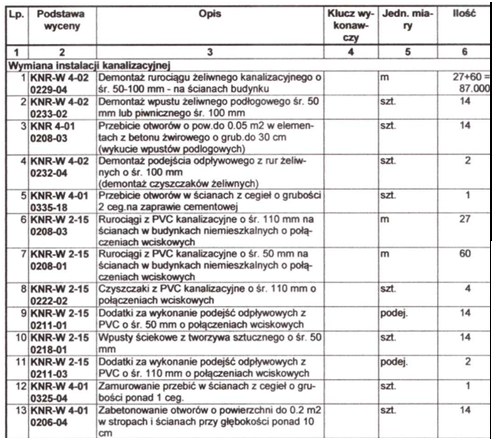 Lp. Podstawa Opis Klucz wy- Jedn. mia- Ilość
wyceny konaw- ry
czy
1 2 3 4 5 6
Wymiana instalacji kanalizacyjnej
1 KNR-W 4-02 Demontaż rurociągu żeliwnego kanalizacyjnego o m 27+60 =
0229-04 śr. 50-100 mm - na ścianach budynku 87.000
2 KNR-W 4-02 Demontaż wpustu żeliwnego podłogowego śr. 50 szt. 14
0233-02 mm lub piwnicznego śr. 100 mm
3 KNR 4-01 Przebicie otworów o pow.do 0.05 m2 w elemen- szt. 14
0208-03 tach z betonu żwirowego o grub.do 30 cm
(wykucie wpustów podłogowych)
4 KNR-W 4-02 Demontaż podejścia odpływowego z rur żeliw- szt. 2
0232-04 nych o śr. 100 mm
(demontaż czyszczaków żeliwnych)
5 KNR-W 4-01 Przebicie otworów w ścianach z cegieł o grubości szt. 1
0335-18 2 ceg.na zaprawie cementowej
6 KNR-W 2-15 Rurociągi z PVC kanalizacyjne o śr. 110 mm na m 27
0208-03 ścianach w budynkach niemieszkalnych o połą-
czeniach wciskowych
7 KNR-W 2-15 Rurociągi z PVC kanalizacyjne o śr. 50 mm na m 60
0208-01 ścianach w budynkach niemieszkalnych o połą-
czeniach wciskowych
8 KNR-W 2-15 Czyszczaki z PVC kanalizacyjne o śr. 110 mm o szt. 4
0222-02 połączeniach wciskowych
9 KNR-W 2-15 Dodatki za wykonanie podejść odpływowych z podej. 14
0211-01 PVC o śr. 50 mm o połączeniach wciskowych
10 KNR-W 2-15 Wpusty ściekowe z tworzywa sztucznego o śr. 50 szt. 14
0218-01 mm
11 KNR-W 2-15 Dodatki za wykonanie podejść odpływowych z podej. 2
0211-03 PVC o śr. 110 mm o połączeniach wciskowych
12 KNR-W 4-01 Zamurowanie przebić w ścianach z cegieł o gru- szt. 1
0325-04 bości ponad 1 ceg.
13 KNR-W 4-01 Zabetonowanie otworów o powierzchni do 0.2 m2 szt. 14
0206-04 w stropach i ścianach przy głębokości ponad 10
cm